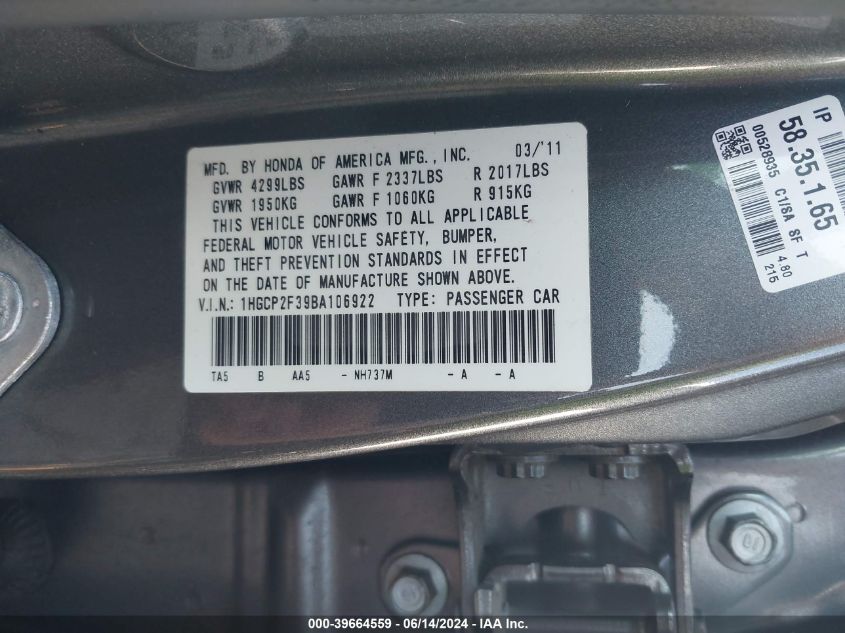 MFD. BY HONDA OF AMERICA MFG., INC. 03/'11
GVWR 4299LBS GAWR F 2337LBS R 2017LBS
GVWR 1950KG GAWR F 1060KG R 915KG
THIS VEHICLE CONFORMS TO ALL APPLICABLE
FEDERAL MOTOR VEHICLE SAFETY, BUMPER,
AND THEFT PREVENTION STANDARDS IN EFFECT
ON THE DATE OF MANUFACTURE SHOWN ABOVE.
V.I.N.: 1HGCP2F39BA106922 TYPE: PASSENGER CAR
TA5 B AA5 - NH737M - A - A
IP
58.35.1.65
00528935 C1/8A SF T
4.80
215
000-39664559 - 06/14/2024 - IAA Inc.